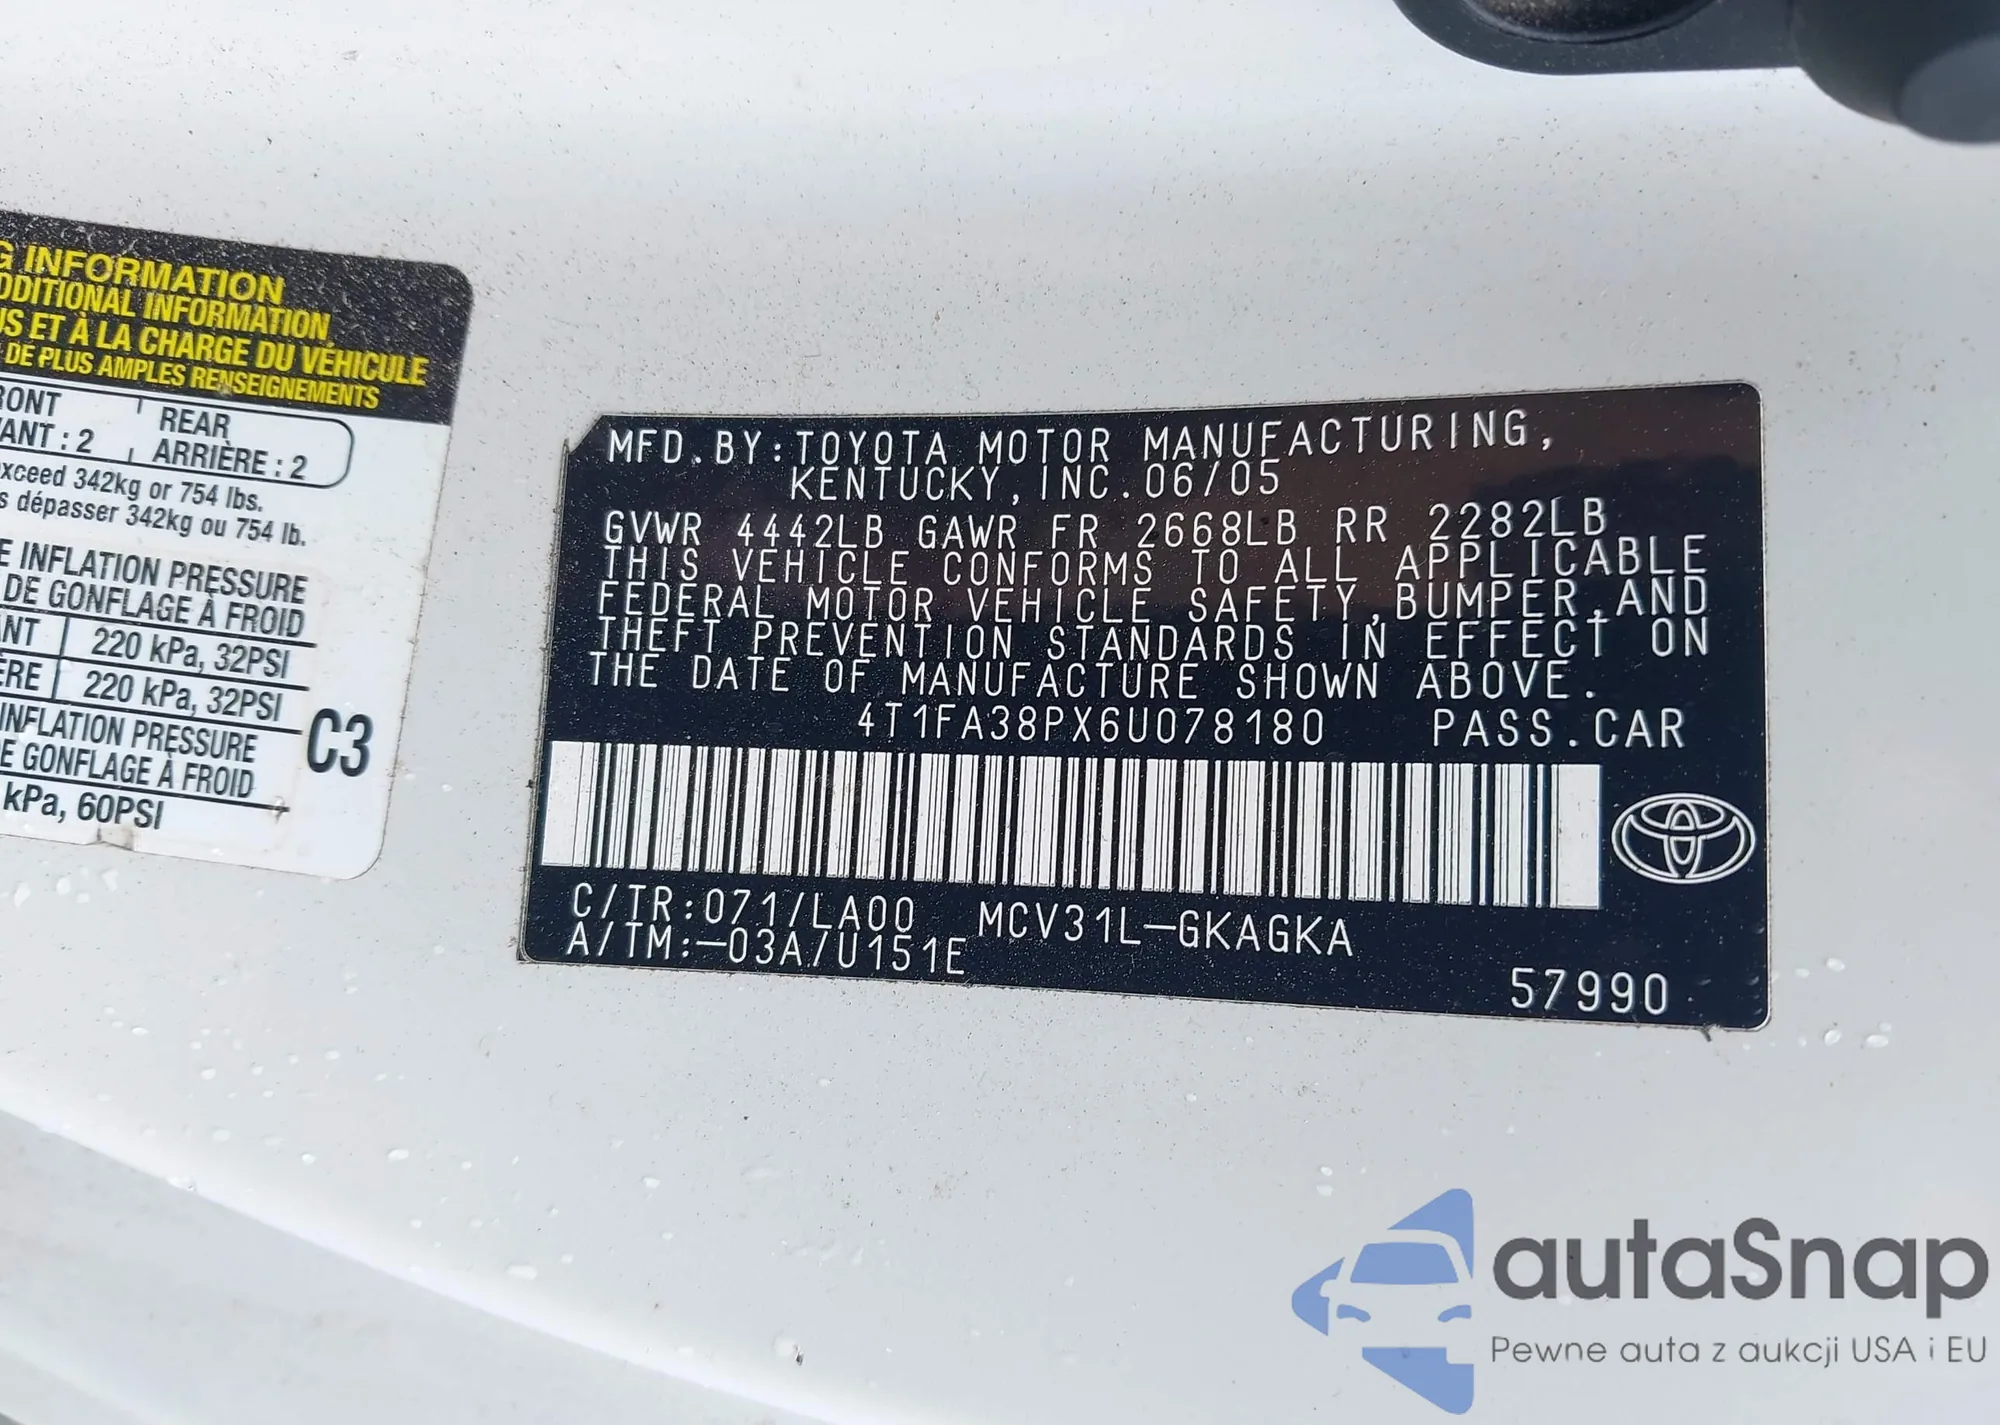 G INFORMATION
DDITIONAL INFORMATION
US ET À LA CHARGE DU VÉHICULE
DE PLUS AMPLES RENSEIGNEMENTS
RONT
REAR
VANT : 2
ARRIÈRE : 2
xceed 342kg or 754 lbs.
s dépasser 342kg ou 754 lb.
E INFLATION PRESSURE
DE GONFLAGE À FROID
ANT 220 kPa, 32PSI
ÈRE 220 kPa, 32PSI
INFLATION PRESSURE
E GONFLAGE À FROID
kPa, 60PSI
C3
MFD.BY:TOYOTA MOTOR MANUFACTURING,
KENTUCKY,INC.06/05
GVWR 4442LB GAWR FR 2668LB RR 2282LB
THIS VEHICLE CONFORMS TO ALL APPLICABLE
FEDERAL MOTOR VEHICLE SAFETY,BUMPER,AND
THEFT PREVENTION STANDARDS IN EFFECT ON
THE DATE OF MANUFACTURE SHOWN ABOVE.
4T1FA38PX6U078180 PASS.CAR
C/TR:071/LA00 MCV31L-GKAGKA
A/TM:-03A/U151E
57990
autaSnap
Pewne auta z aukcji USA i EU